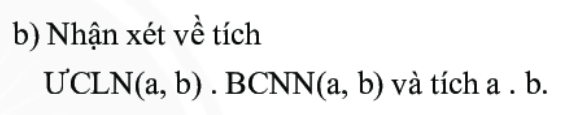 b) Nhận xét về tích
ƯCLN(a, b) . BCNN(a, b) và tích a . b.